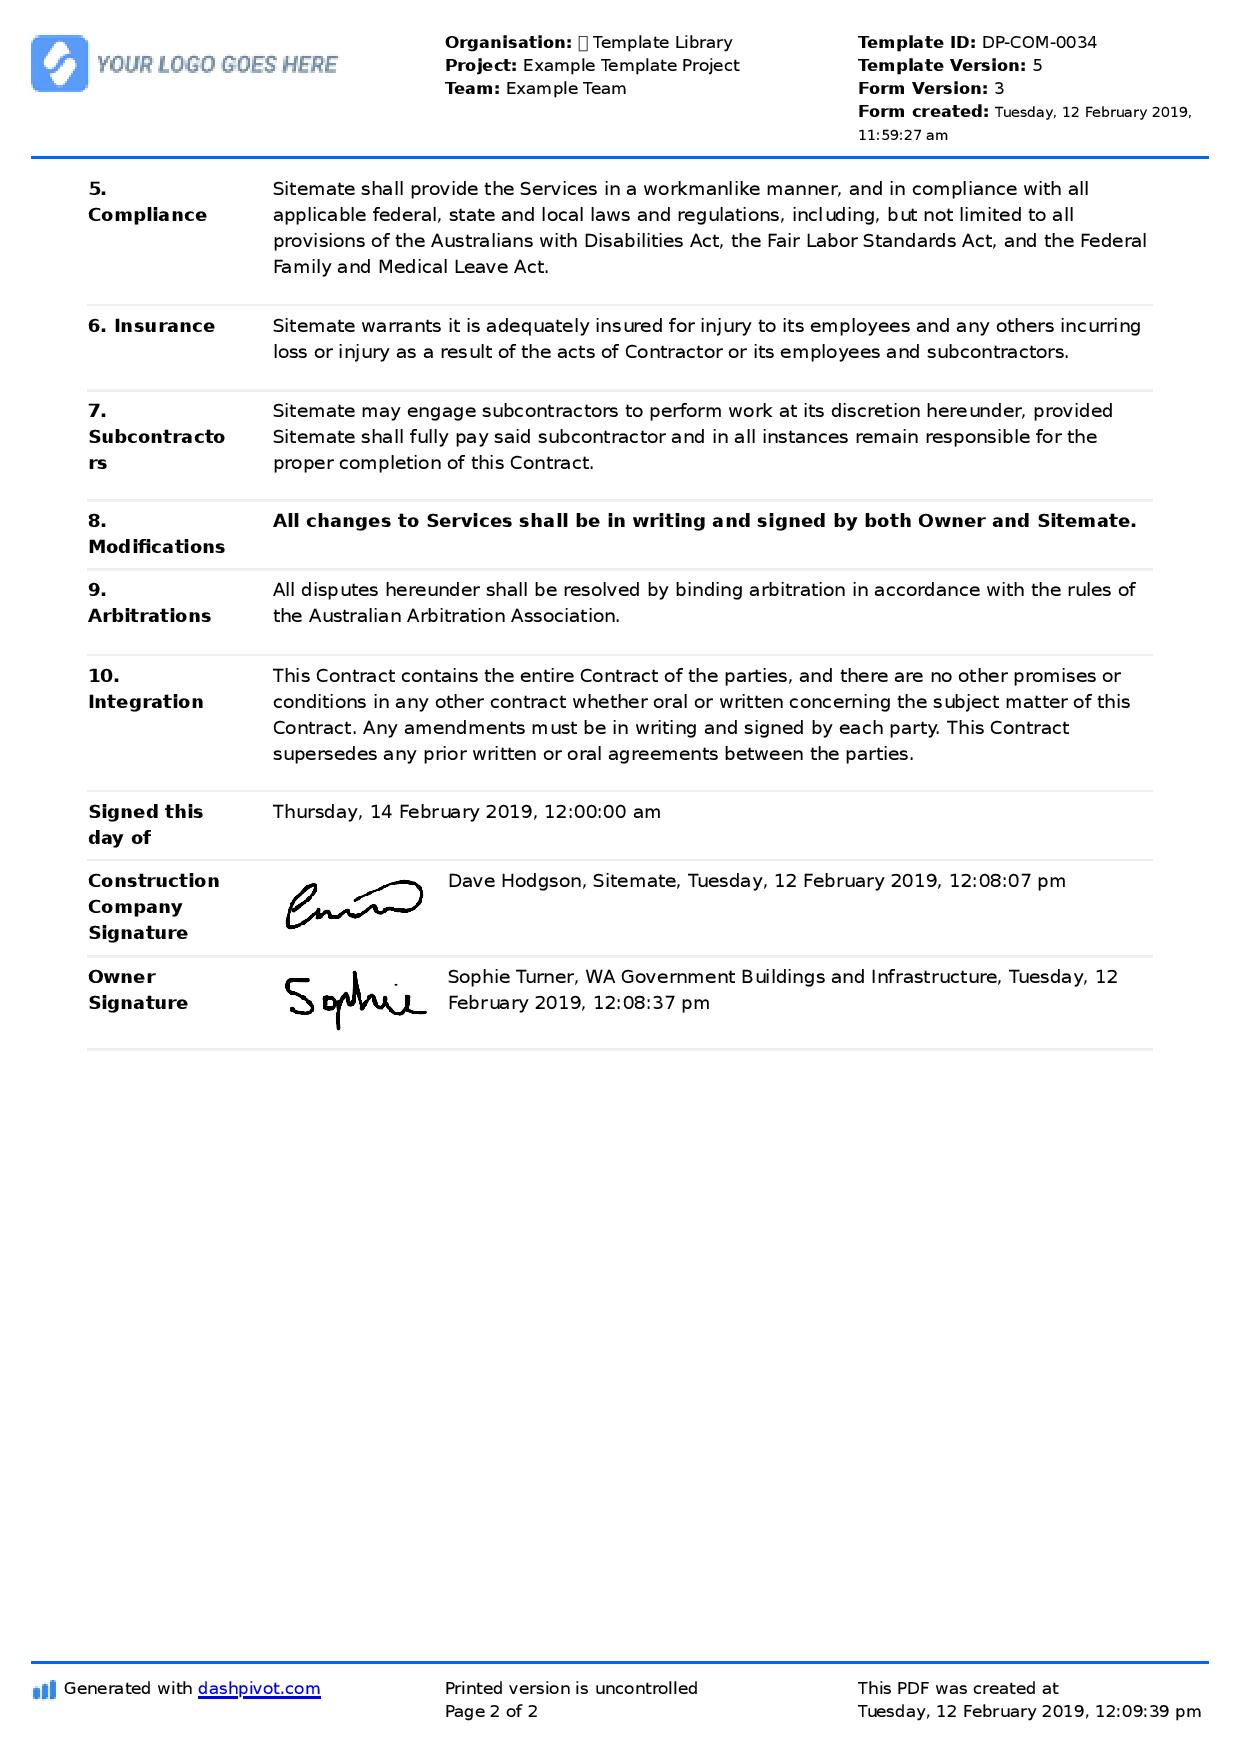 YOUR LOGO GOES HERE
Organisation: Template Library
Project: Example Template Project
Team: Example Team
Template ID: DP-COM-0034
Template Version: 5
Form Version: 3
Form created: Tuesday, 12 February 2019,
11:59:27 am
5.
Compliance
Sitemate shall provide the Services in a workmanlike manner, and in compliance with all
applicable federal, state and local laws and regulations, including, but not limited to all
provisions of the Australians with Disabilities Act, the Fair Labor Standards Act, and the Federal
Family and Medical Leave Act.
6. Insurance
Sitemate warrants it is adequately insured for injury to its employees and any others incurring
loss or injury as a result of the acts of Contractor or its employees and subcontractors.
7.
Subcontracto
rs
Sitemate may engage subcontractors to perform work at its discretion hereunder, provided
Sitemate shall fully pay said subcontractor and in all instances remain responsible for the
proper completion of this Contract.
8.
Modifications
All changes to Services shall be in writing and signed by both Owner and Sitemate.
9.
Arbitrations
All disputes hereunder shall be resolved by binding arbitration in accordance with the rules of
the Australian Arbitration Association.
10.
Integration
This Contract contains the entire Contract of the parties, and there are no other promises or
conditions in any other contract whether oral or written concerning the subject matter of this
Contract. Any amendments must be in writing and signed by each party. This Contract
supersedes any prior written or oral agreements between the parties.
Signed this
day of
Thursday, 14 February 2019, 12:00:00 am
Construction
Company
Signature
Dave Hodgson, Sitemate, Tuesday, 12 February 2019, 12:08:07 pm
Owner
Signature
Sophie
Sophie Turner, WA Government Buildings and Infrastructure, Tuesday, 12
February 2019, 12:08:37 pm
Generated with dashpivot.com
Printed version is uncontrolled
Page 2 of 2
This PDF was created at
Tuesday, 12 February 2019, 12:09:39 pm